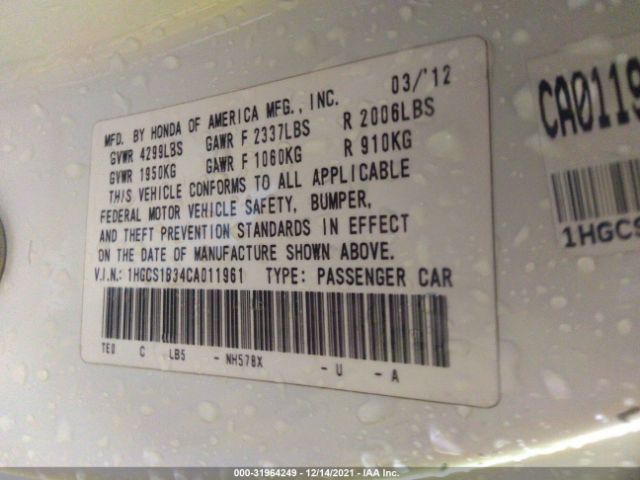 03/'12
MFD. BY HONDA OF AMERICA MFG., INC.
GVWR 4299LBS GAWR F 2337LBS R 2006LBS
GVWR 1950KG GAWR F 1060KG R 910KG
THIS VEHICLE CONFORMS TO ALL APPLICABLE
FEDERAL MOTOR VEHICLE SAFETY, BUMPER,
AND THEFT PREVENTION STANDARDS IN EFFECT
ON THE DATE OF MANUFACTURE SHOWN ABOVE.
V.I.N.: 1HGCS1B34CA011961 TYPE: PASSENGER CAR
TE0 C LB5 - NH578X - U - A
CA0119
1HGCS
000-31964249 | 12/14/2021 - IAA Inc.